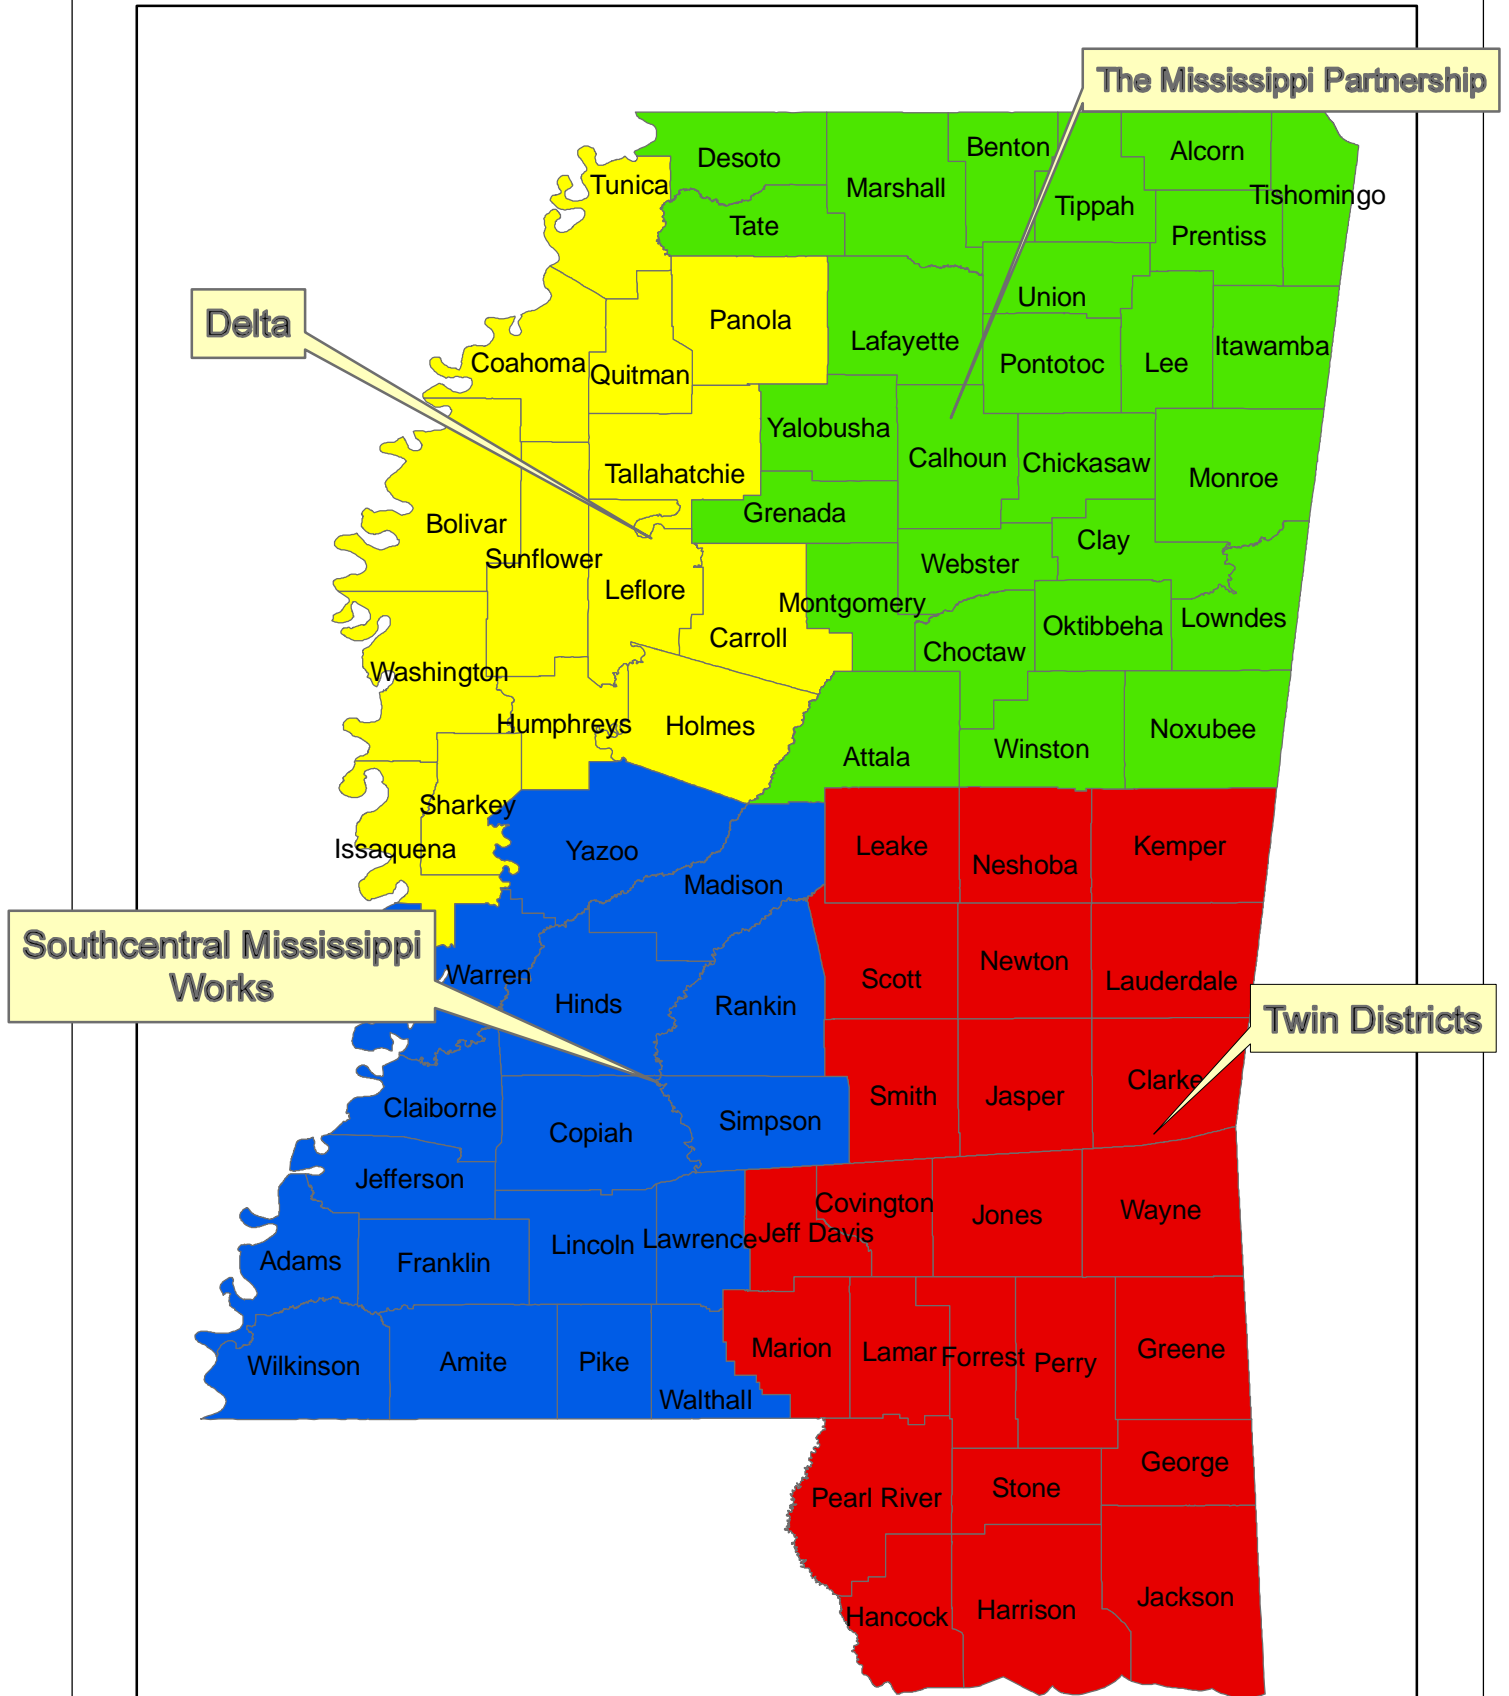 The Mississippi Partnership
Benton
Alcorn
Desoto
Marshall
Tunica
Tishomingo
Tippah
Tate
Prentiss
Union
Panola
Delta
Lafayette
Itawamba
Coahoma
Pontotoc
Lee
Quitman
Yalobusha
Calhoun
Chickasaw
Tallahatchie
Monroe
Grenada
Bolivar
Clay
Sunflower
Webster
Leflore
Montgomery
Lowndes
Oktibbeha
Carroll
Choctaw
Washington
Humphreys
Holmes
Noxubee
Winston
Attala
Sharkey
Leake
Kemper
Issaquena
Yazoo
Neshoba
Madison
Southcentral Mississippi
Works
Newton
Warren
Scott
Lauderdale
Hinds
Rankin
Twin Districts
Clarke
Smith
Jasper
Claiborne
Simpson
Copiah
Jefferson
Covington
Wayne
Jones
Jeff Davis
Lawrence
Lincoln
Adams
Franklin
Marion
Greene
Lamar
Forrest
Perry
Wilkinson
Amite
Pike
Walthall
George
Stone
Pearl River
Jackson
Harrison
Hancock